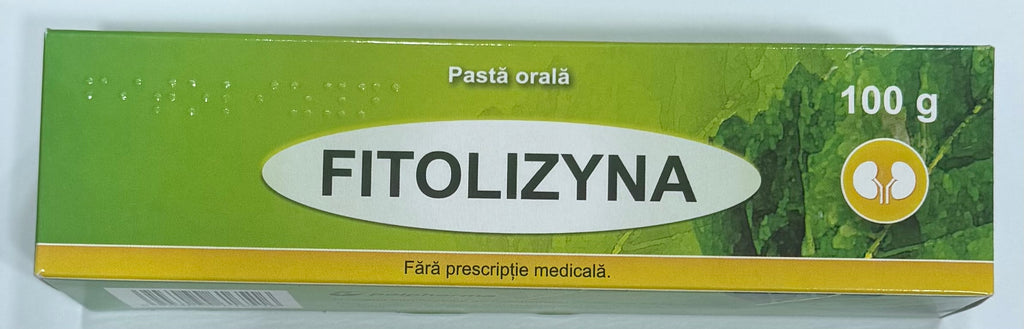 Pastă orală
100 g
FITOLIZYNA
Fără prescripție medicală.